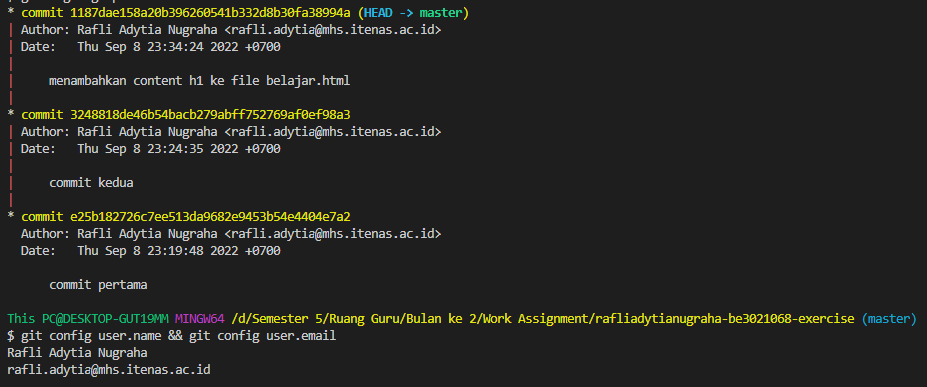 * commit 1187dae158a20b396260541b332d8b30fa38994a (HEAD -> master)
| Author: Rafli Adytia Nugraha <rafli.adytia@mhs.itenas.ac.id>
| Date:   Thu Sep 8 23:34:24 2022 +0700
|
|     menambahkan content h1 ke file belajar.html
|
* commit 3248818de46b54bacb279abff752769af0ef98a3
| Author: Rafli Adytia Nugraha <rafli.adytia@mhs.itenas.ac.id>
| Date:   Thu Sep 8 23:24:35 2022 +0700
|
|     commit kedua
|
* commit e25b182726c7ee513da9682e9453b54e4404e7a2
  Author: Rafli Adytia Nugraha <rafli.adytia@mhs.itenas.ac.id>
  Date:   Thu Sep 8 23:19:48 2022 +0700

      commit pertama

This PC@DESKTOP-GUT19MM MINGW64 /d/Semester 5/Ruang Guru/Bulan ke 2/Work Assignment/rafliadytianugraha-be3021068-exercise (master)
$ git config user.name && git config user.email
Rafli Adytia Nugraha
rafli.adytia@mhs.itenas.ac.id